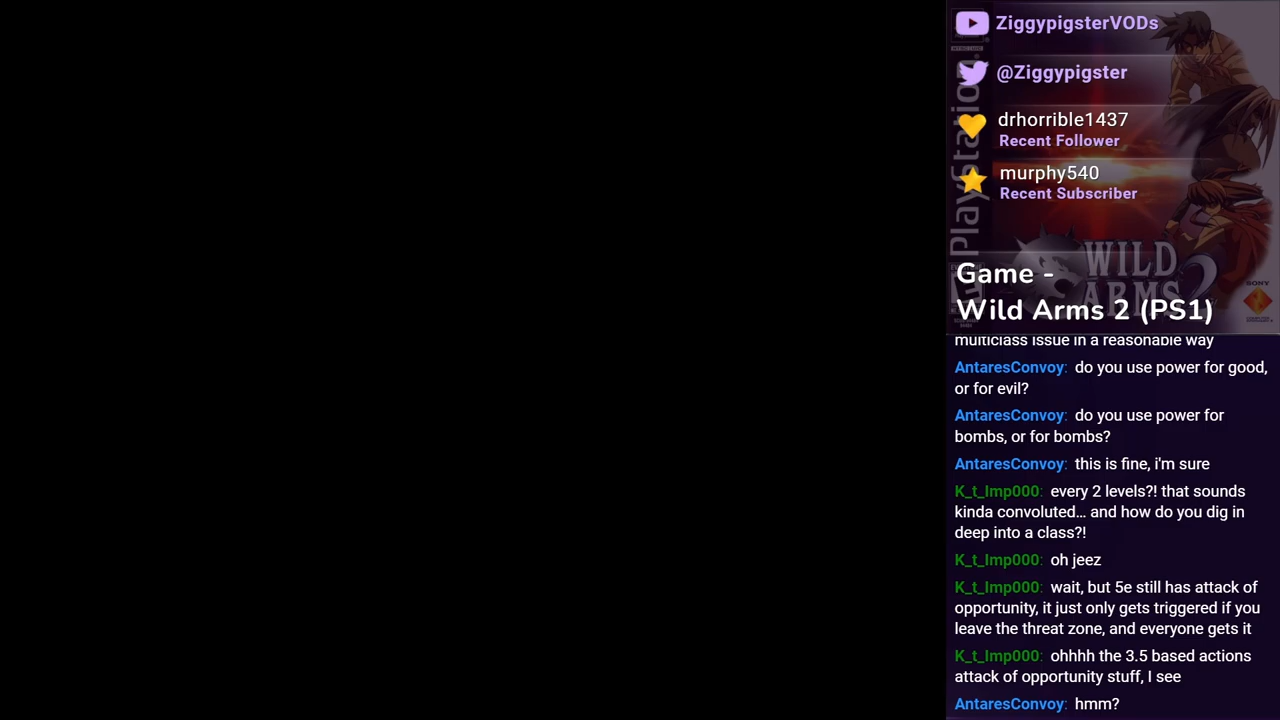 ZiggypigsterVODs
@Ziggypigster
drhorrible1437
Recent Follower
murphy540
Recent Subscriber
PlayStation
WILD
ARMS 2
SONY
Game -
Wild Arms 2 (PS1)
multiclass issue in a reasonable way
AntaresConvoy: do you use power for good,
or for evil?
AntaresConvoy: do you use power for
bombs, or for bombs?
AntaresConvoy: this is fine, i'm sure
K_t_Imp000: every 2 levels?! that sounds
kinda convoluted... and how do you dig in
deep into a class?!
K_t_Imp000: oh jeez
K_t_Imp000: wait, but 5e still has attack of
opportunity, it just only gets triggered if you
leave the threat zone, and everyone gets it
K_t_Imp000: ohhhh the 3.5 based actions
attack of opportunity stuff, I see
AntaresConvoy: hmm?